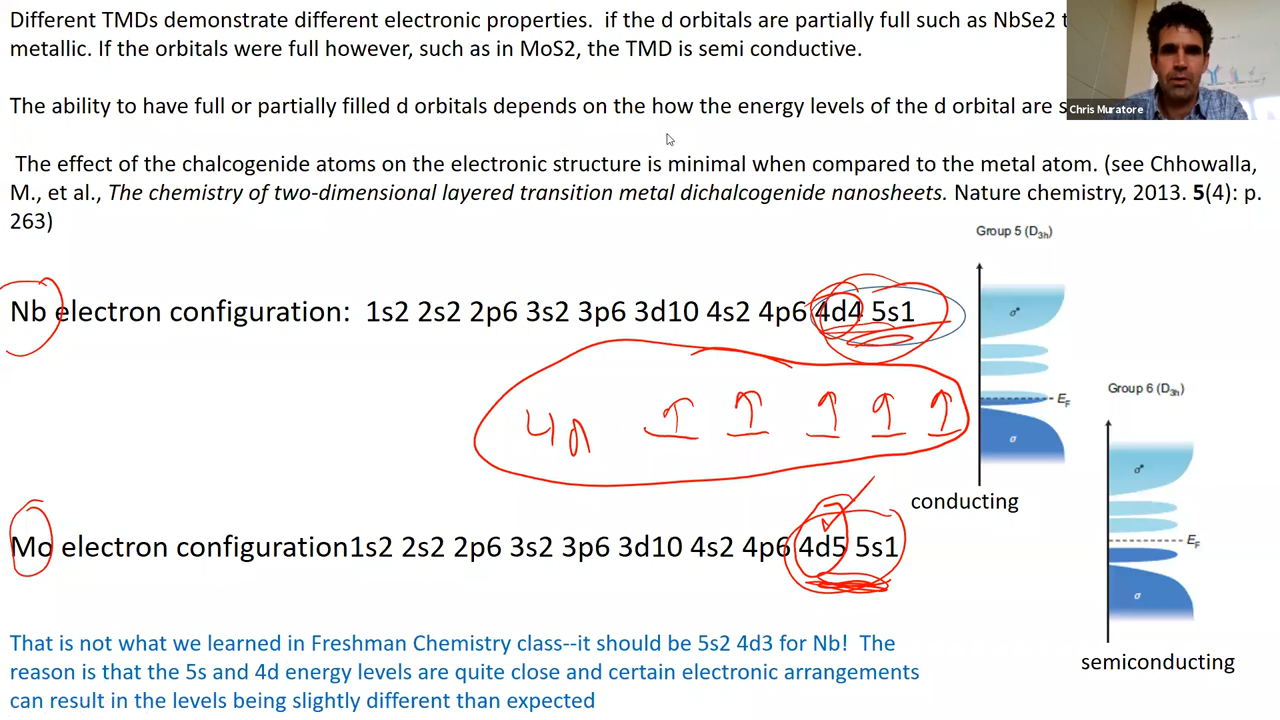 Different TMDs demonstrate different electronic properties.  if the d orbitals are partially full such as NbSe2
metallic. If the orbitals were full however, such as in MoS2, the TMD is semi conductive.
Chris Muratore
The ability to have full or partially filled d orbitals depends on the how the energy levels of the d orbital are
The effect of the chalcogenide atoms on the electronic structure is minimal when compared to the metal atom. (see Chhowalla,
M., et al., The chemistry of two-dimensional layered transition metal dichalcogenide nanosheets. Nature chemistry, 2013. 5(4): p.
263)
Group 5 (D3h)
Nb electron configuration:  1s2 2s2 2p6 3s2 3p6 3d10 4s2 4p6 4d4 5s1
σ*
EF
σ
conducting
4d
Group 6 (D3h)
σ*
EF
σ
semiconducting
Mo electron configuration1s2 2s2 2p6 3s2 3p6 3d10 4s2 4p6 4d5 5s1
That is not what we learned in Freshman Chemistry class--it should be 5s2 4d3 for Nb!  The
reason is that the 5s and 4d energy levels are quite close and certain electronic arrangements
can result in the levels being slightly different than expected